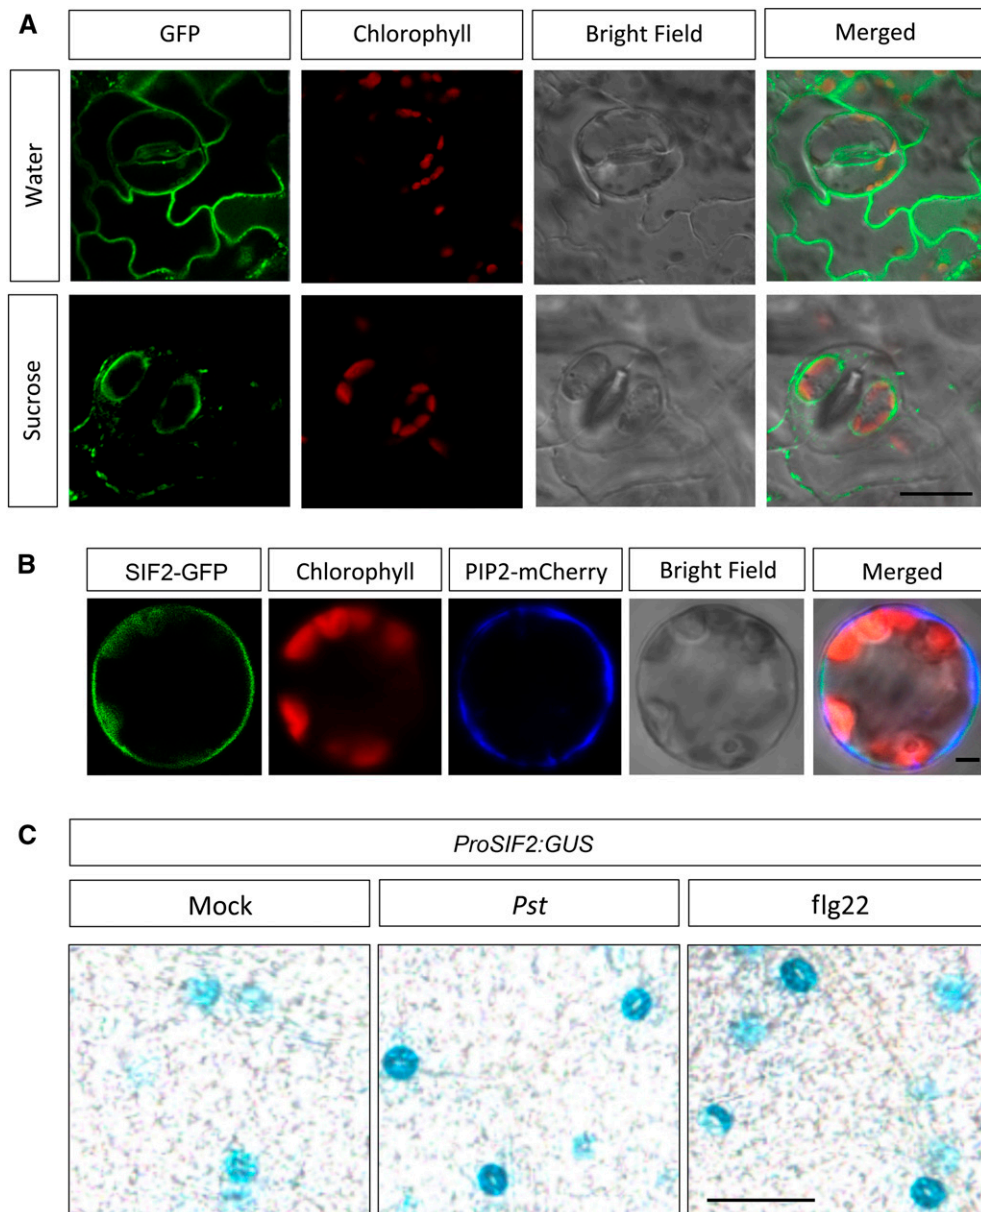 A
GFP
Chlorophyll
Bright Field
Merged
Water
Sucrose
B
SIF2-GFP
Chlorophyll
PIP2-mCherry
Bright Field
Merged
C
ProSIF2:GUS
Mock
Pst
flg22